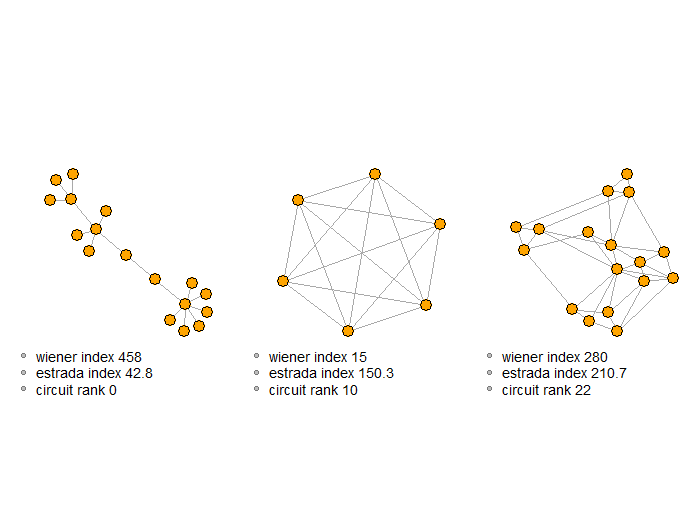 wiener index 458
estrada index 42.8
circuit rank 0
wiener index 15
estrada index 150.3
circuit rank 10
wiener index 280
estrada index 210.7
circuit rank 22